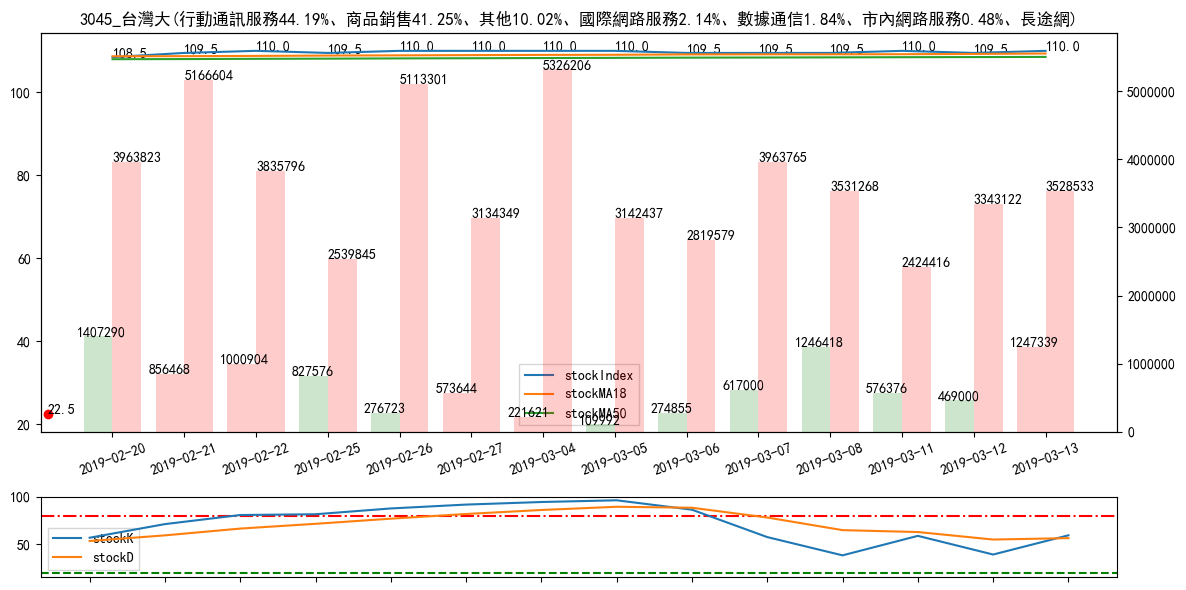 3045_台灣大(行動通訊服務44.19%、商品銷售41.25%、其他10.02%、國際網路服務2.14%、數據通信1.84%、市內網路服務0.48%、長途網)
108.5 109.5 110.0 109.5 110.0 110.0 110.0 110.0 109.5 109.5 109.5 110.0 109.5 110.0
3963823 5166604 3835796 2539845 5113301 3134349 5326206 3142437 2819579 3963765 3531268 2424416 3343122 3528533
1407290 856468 1000904 827576 276723 573644 221621 109992 274855 617000 1246418 576376 469000 1247339
22.5
100
80
60
40
20
5000000
4000000
3000000
2000000
1000000
0
stockIndex
stockMA18
stockMA50
2019-02-20 2019-02-21 2019-02-22 2019-02-25 2019-02-26 2019-02-27 2019-03-04 2019-03-05 2019-03-06 2019-03-07 2019-03-08 2019-03-11 2019-03-12 2019-03-13
100
50
stockK
stockD